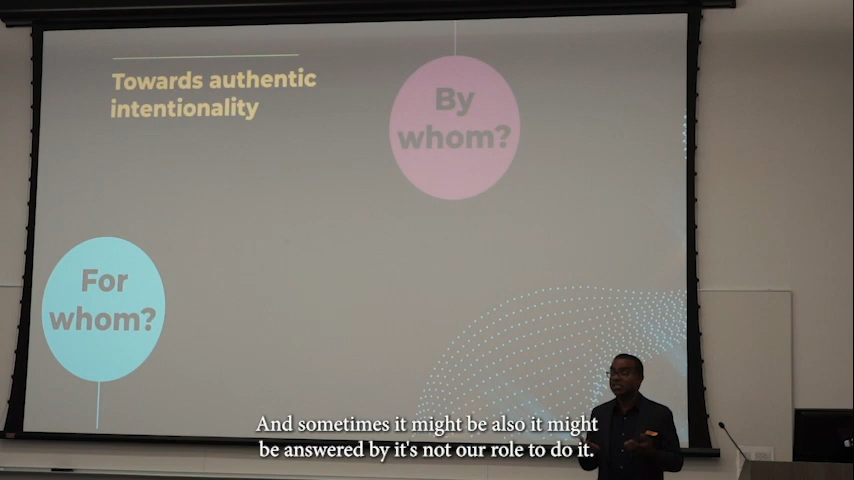 Towards authentic
intentionality
By
whom?
For
whom?
And sometimes it might be also it might
be answered by it's not our role to do it.